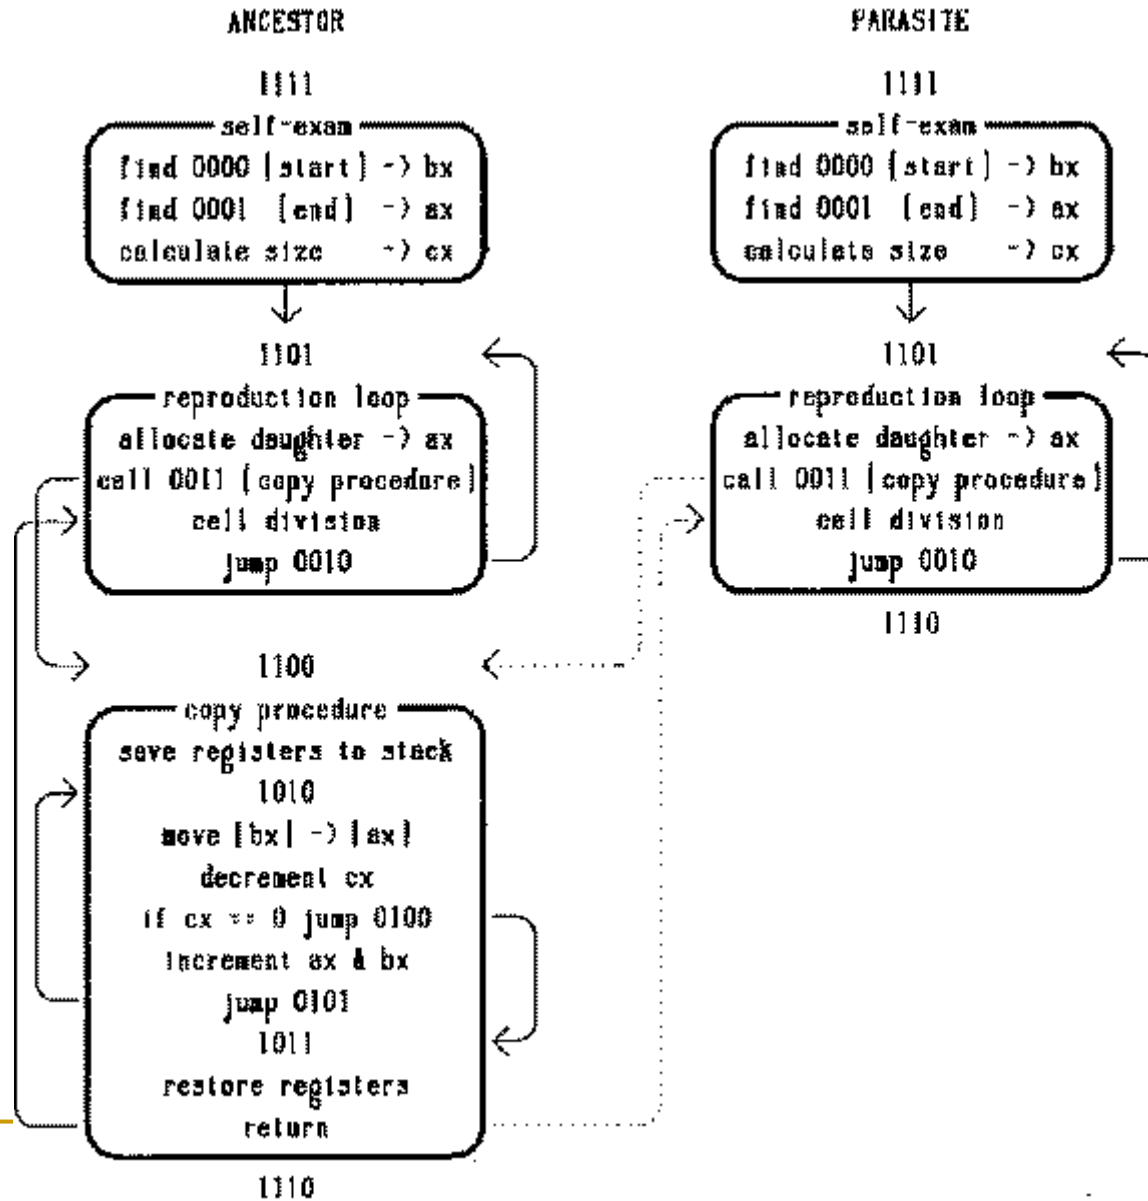 ANCESTOR
1111
self-exam
find 0000 [start] -> bx
find 0001 [end] -> ax
calculate size -> cx
1101
reproduction loop
allocate daughter -> ax
call 0011 [copy procedure]
cell division
jump 0010
1100
copy procedure
save registers to stack
1010
move [bx] -> [ax]
decrement cx
if cx == 0 jump 0100
increment ax & bx
jump 0101
1011
restore registers
return
1110
PARASITE
1111
self-exam
find 0000 [start] -> bx
find 0001 [end] -> ax
calculate size -> cx
1101
reproduction loop
allocate daughter -> ax
call 0011 [copy procedure]
cell division
jump 0010
1110